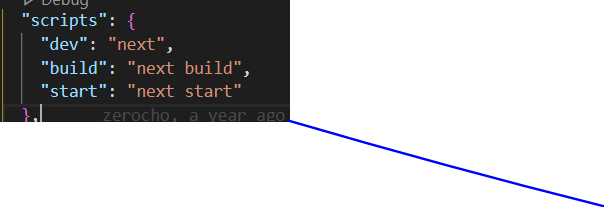 Debug
"scripts": {
"dev": "next",
"build": "next build",
"start": "next start"
},
zerocho, a year ago